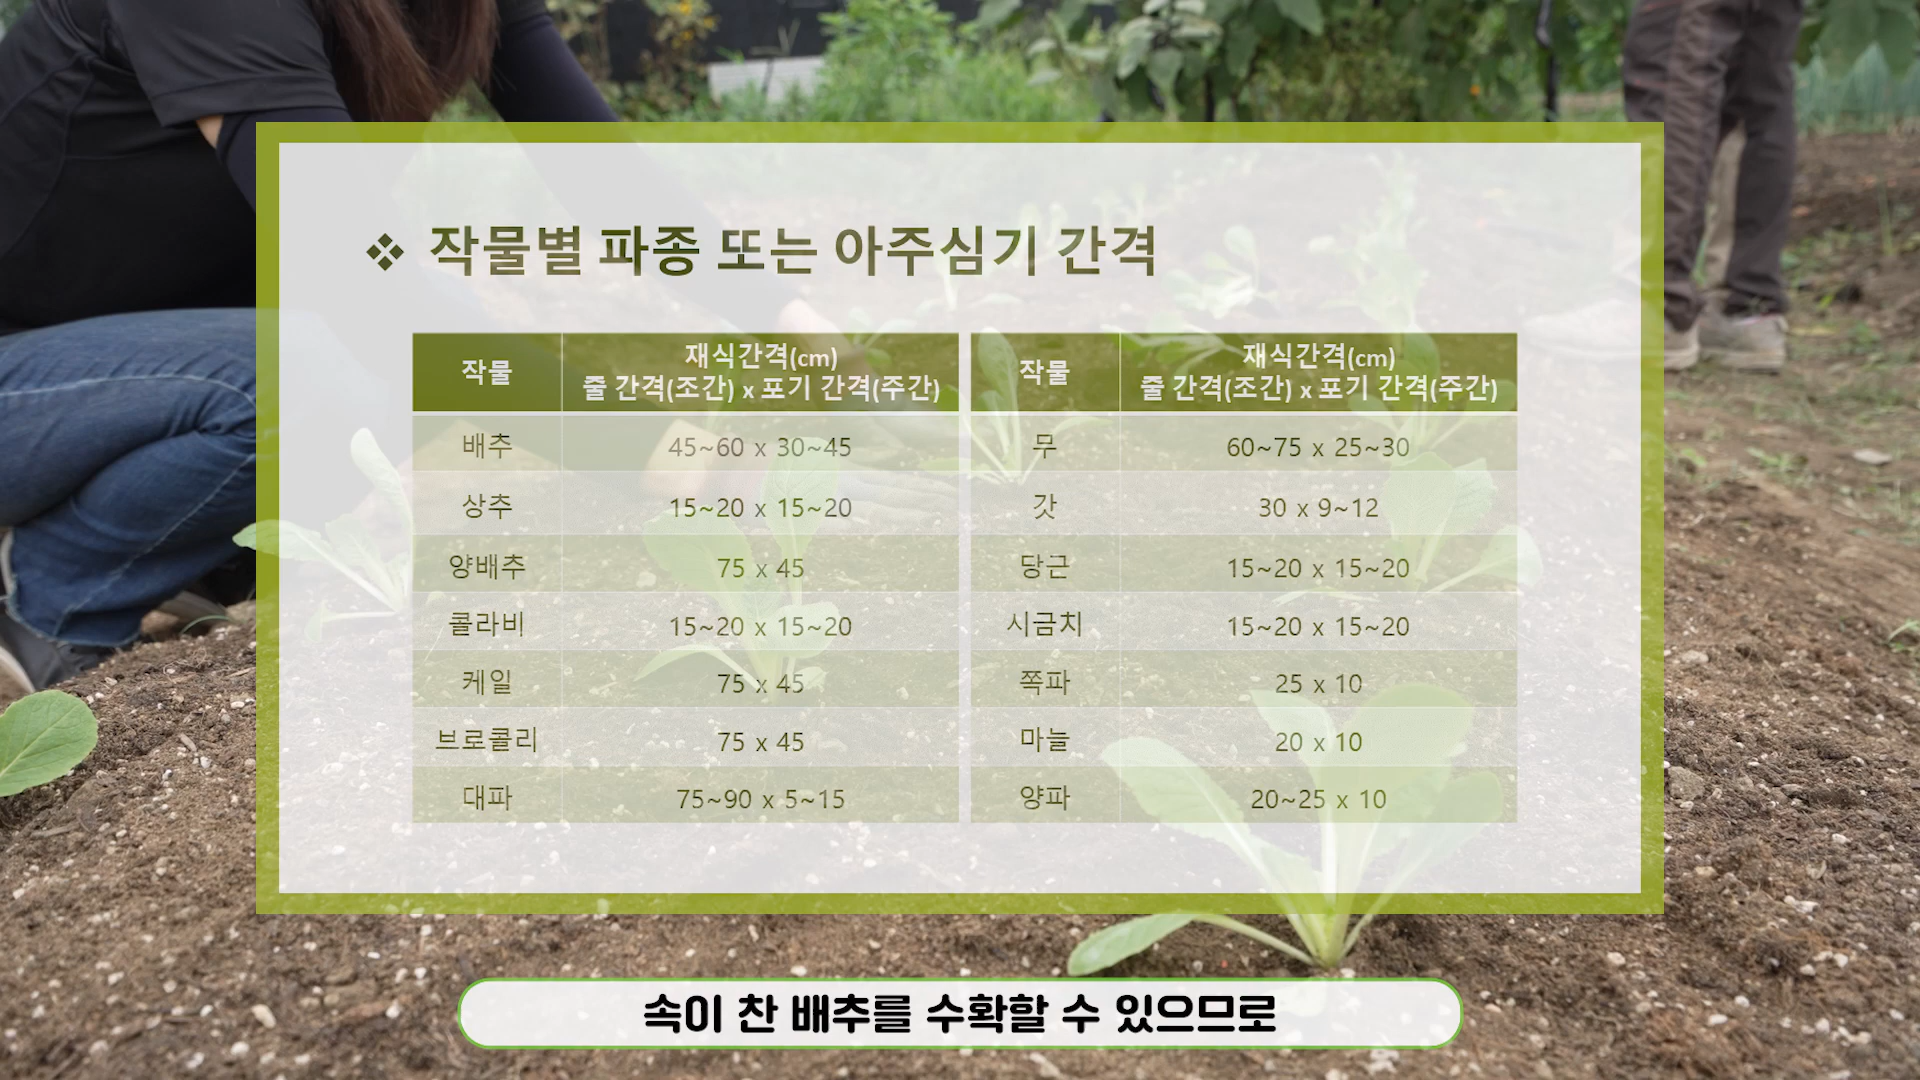 ❖ 작물별 파종 또는 아주심기 간격
작물 재식간격(cm) 줄 간격(조간) x 포기 간격(주간)
배추 45~60 x 30~45
상추 15~20 x 15~20
양배추 75 x 45
콜라비 15~20 x 15~20
케일 75 x 45
브로콜리 75 x 45
대파 75~90 x 5~15
작물 재식간격(cm) 줄 간격(조간) x 포기 간격(주간)
무 60~75 x 25~30
갓 30 x 9~12
당근 15~20 x 15~20
시금치 15~20 x 15~20
쪽파 25 x 10
마늘 20 x 10
양파 20~25 x 10
속이 찬 배추를 수확할 수 있으므로